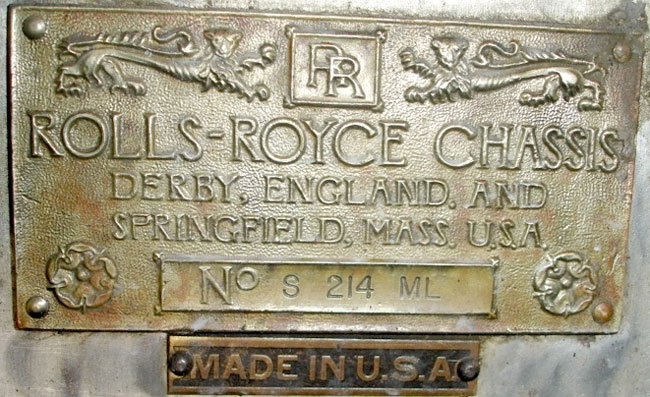 RR
ROLLS-ROYCE CHASSIS
DERBY, ENGLAND, AND
SPRINGFIELD, MASS. U.S.A.
No S 214 ML
MADE IN U.S.A.